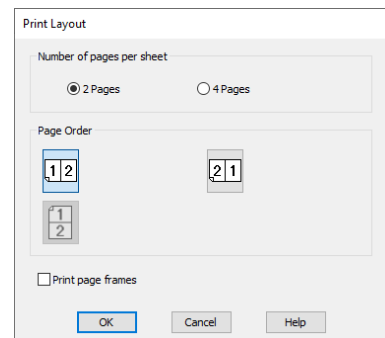 Print Layout
Number of pages per sheet
2 Pages
4 Pages
Page Order
1 2
2 1
1
2
Print page frames
OK
Cancel
Help